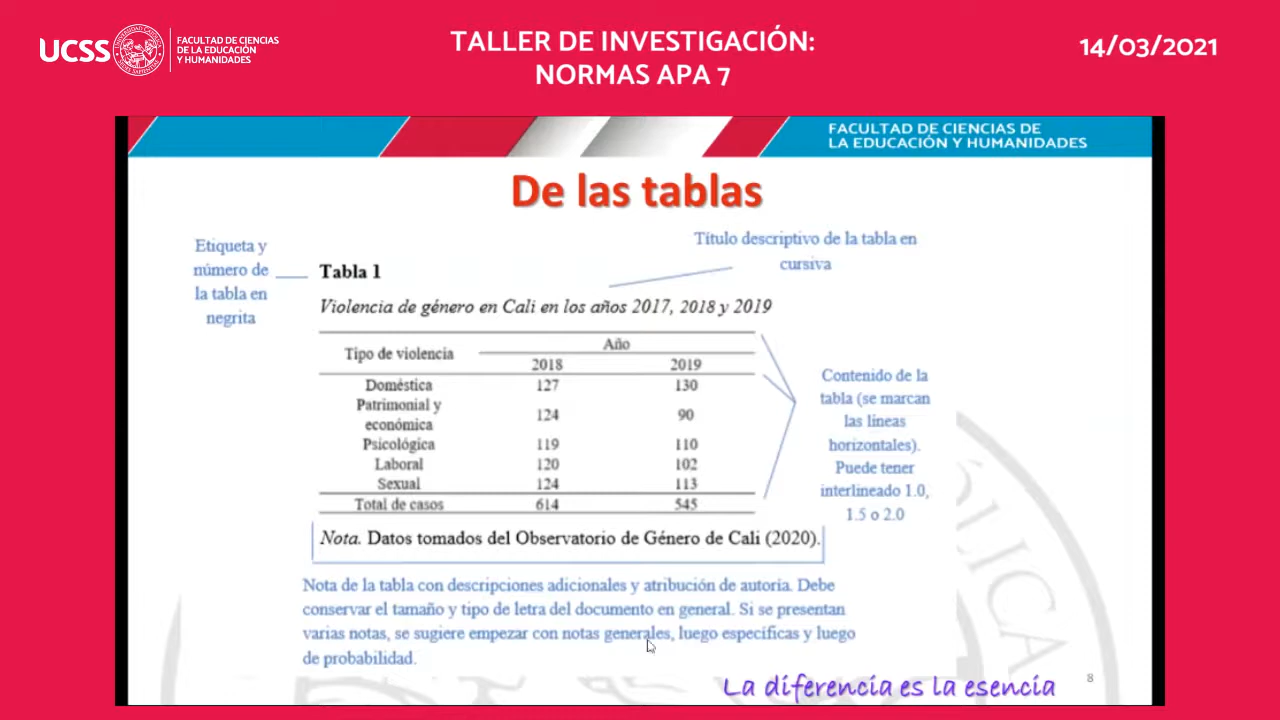 UCSS
FACULTAD DE CIENCIAS
DE LA EDUCACIÓN
Y HUMANIDADES
TALLER DE INVESTIGACIÓN:
NORMAS APA 7
14/03/2021
FACULTAD DE CIENCIAS DE
LA EDUCACIÓN Y HUMANIDADES
De las tablas
Etiqueta y
número de
la tabla en
negrita
Título descriptivo de la tabla en
cursiva
Tabla 1
Violencia de género en Cali en los años 2017, 2018 y 2019
Tipo de violencia Año
2018 2019
Doméstica 127 130
Patrimonial y
económica 124 90
Psicológica 119 110
Laboral 120 102
Sexual 124 113
Total de casos 614 545
Contenido de la
tabla (se marcan
las líneas
horizontales).
Puede tener
interlineado 1.0,
1.5 o 2.0
Nota. Datos tomados del Observatorio de Género de Cali (2020).
Nota de la tabla con descripciones adicionales y atribución de autoría. Debe
conservar el tamaño y tipo de letra del documento en general. Si se presentan
varias notas, se sugiere empezar con notas generales, luego específicas y luego
de probabilidad.
La diferencia es la esencia
8